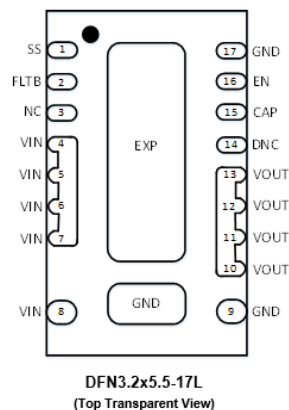 SS 1 17 GND
FLTB 2 16 EN
NC 3 15 CAP
VIN 4 14 DNC
EXP
VIN 5 13 VOUT
VIN 6 12 VOUT
VIN 7 11 VOUT
10 VOUT
GND
VIN 8 9 GND
DFN3.2x5.5-17L
(Top Transparent View)